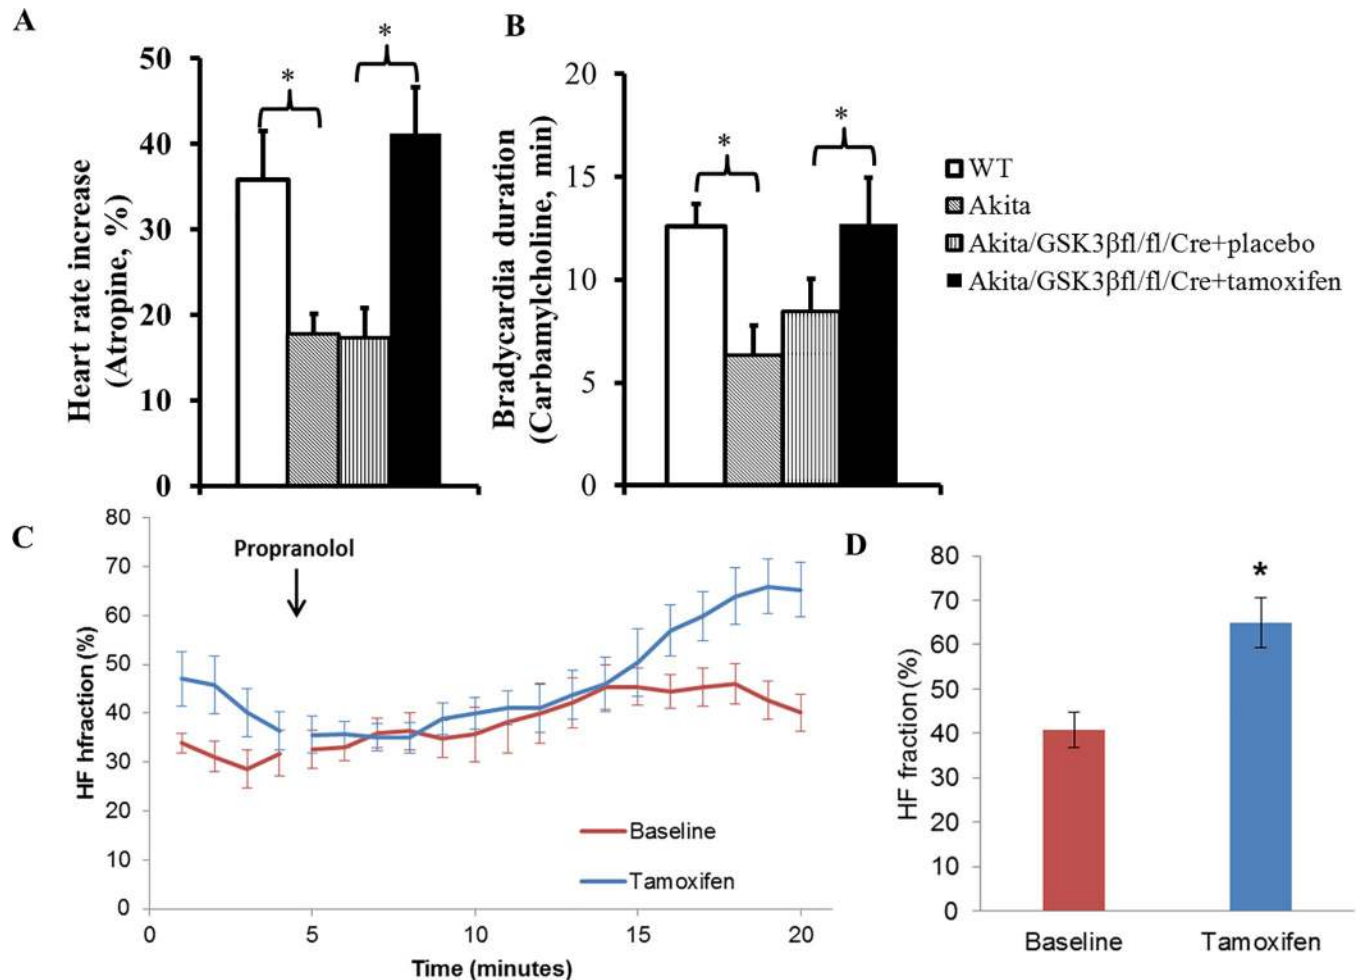 A
Heart rate increase
(Atropine, %)
50
40
30
20
10
0
*
*
B
Bradycardia duration
(Carbamylcholine, min)
20
15
10
5
0
*
*
WT
Akita
Akita/GSK3βfl/fl/Cre+placebo
Akita/GSK3βfl/fl/Cre+tamoxifen
C
HF hfraction (%)
80
70
60
50
40
30
20
10
0
Propranolol
Baseline
Tamoxifen
0
5
10
15
20
Time (minutes)
D
HF fraction (%)
80
70
60
50
40
30
20
10
0
*
Baseline
Tamoxifen